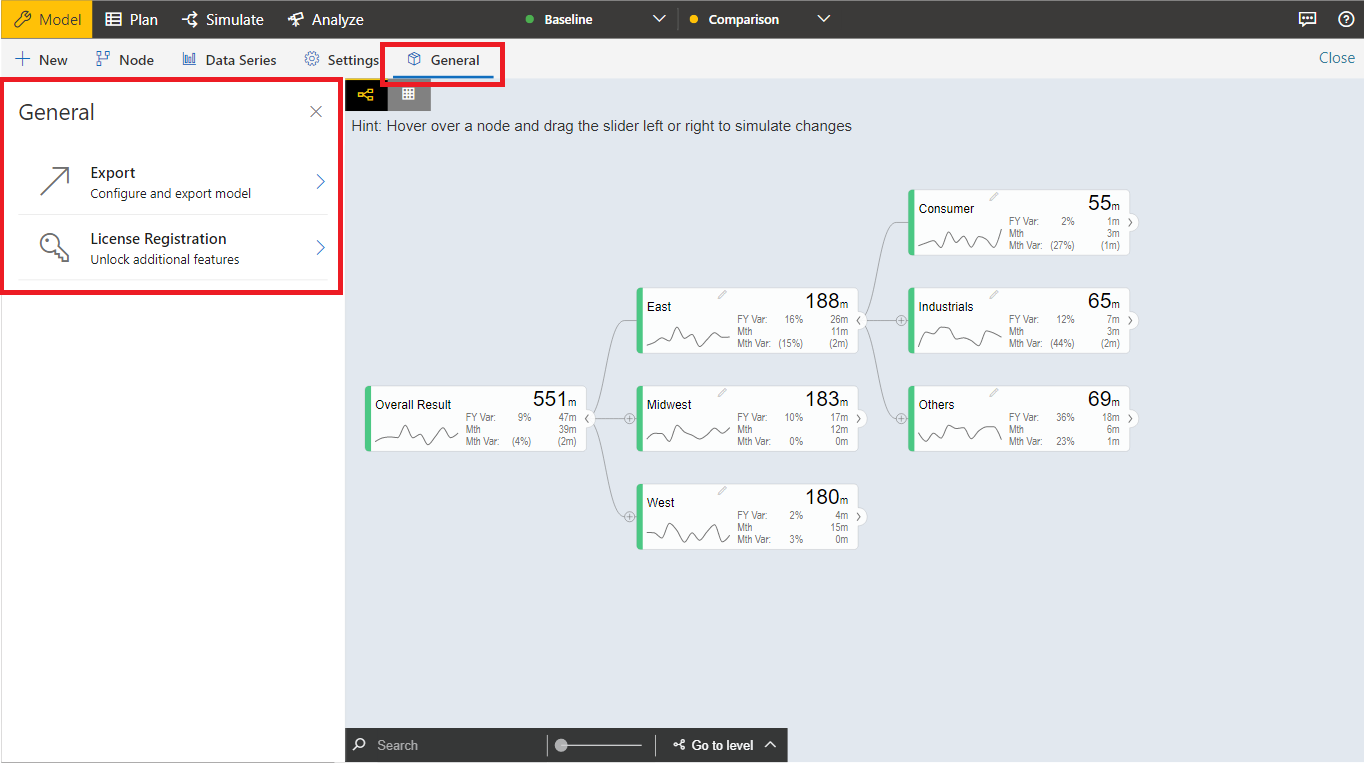 Model Plan Simulate Analyze Baseline Comparison
New Node Data Series Settings General Close
General
Export
Configure and export model
License Registration
Unlock additional features
Hint: Hover over a node and drag the slider left or right to simulate changes
Overall Result 551m
FY Var: 9% 47m
Mth 39m
Mth Var: (4%) (2m)
East 188m
FY Var: 16% 26m
Mth 11m
Mth Var: (15%) (2m)
Midwest 183m
FY Var: 10% 17m
Mth 12m
Mth Var: 0% 0m
West 180m
FY Var: 2% 4m
Mth 15m
Mth Var: 3% 0m
Consumer 55m
FY Var: 2% 1m
Mth 3m
Mth Var: (27%) (1m)
Industrials 65m
FY Var: 12% 7m
Mth 3m
Mth Var: (44%) (2m)
Others 69m
FY Var: 36% 18m
Mth 6m
Mth Var: 23% 1m
Search Go to level